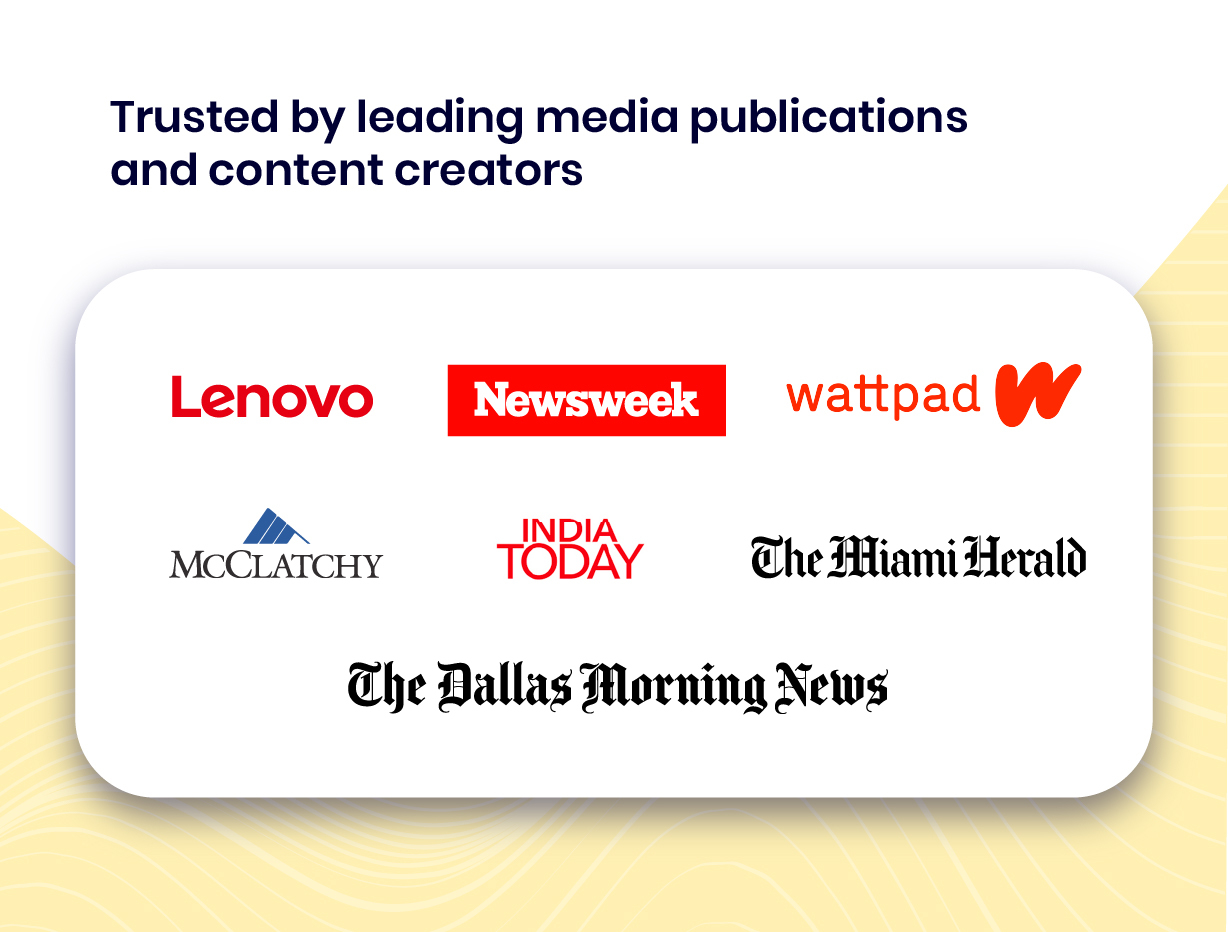 Trusted by leading media publications
and content creators
Lenovo
Newsweek
wattpad
McCLATCHY
INDIA
TODAY
The Miami Herald
The Dallas Morning News